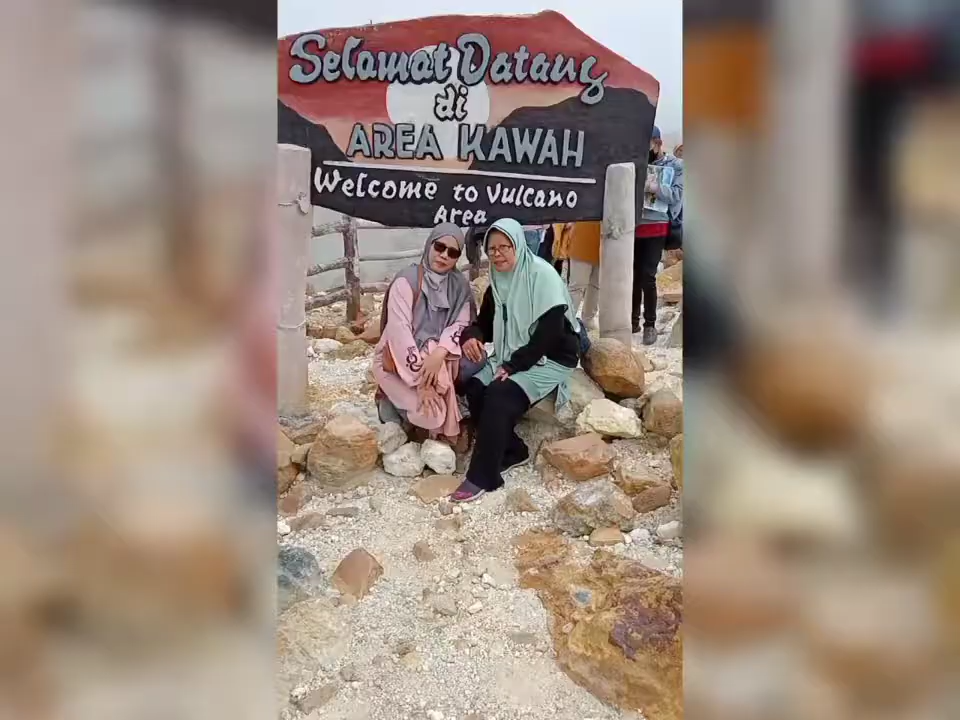 Selamat Datang
di
AREA KAWAH
Welcome to Vulcano
Area